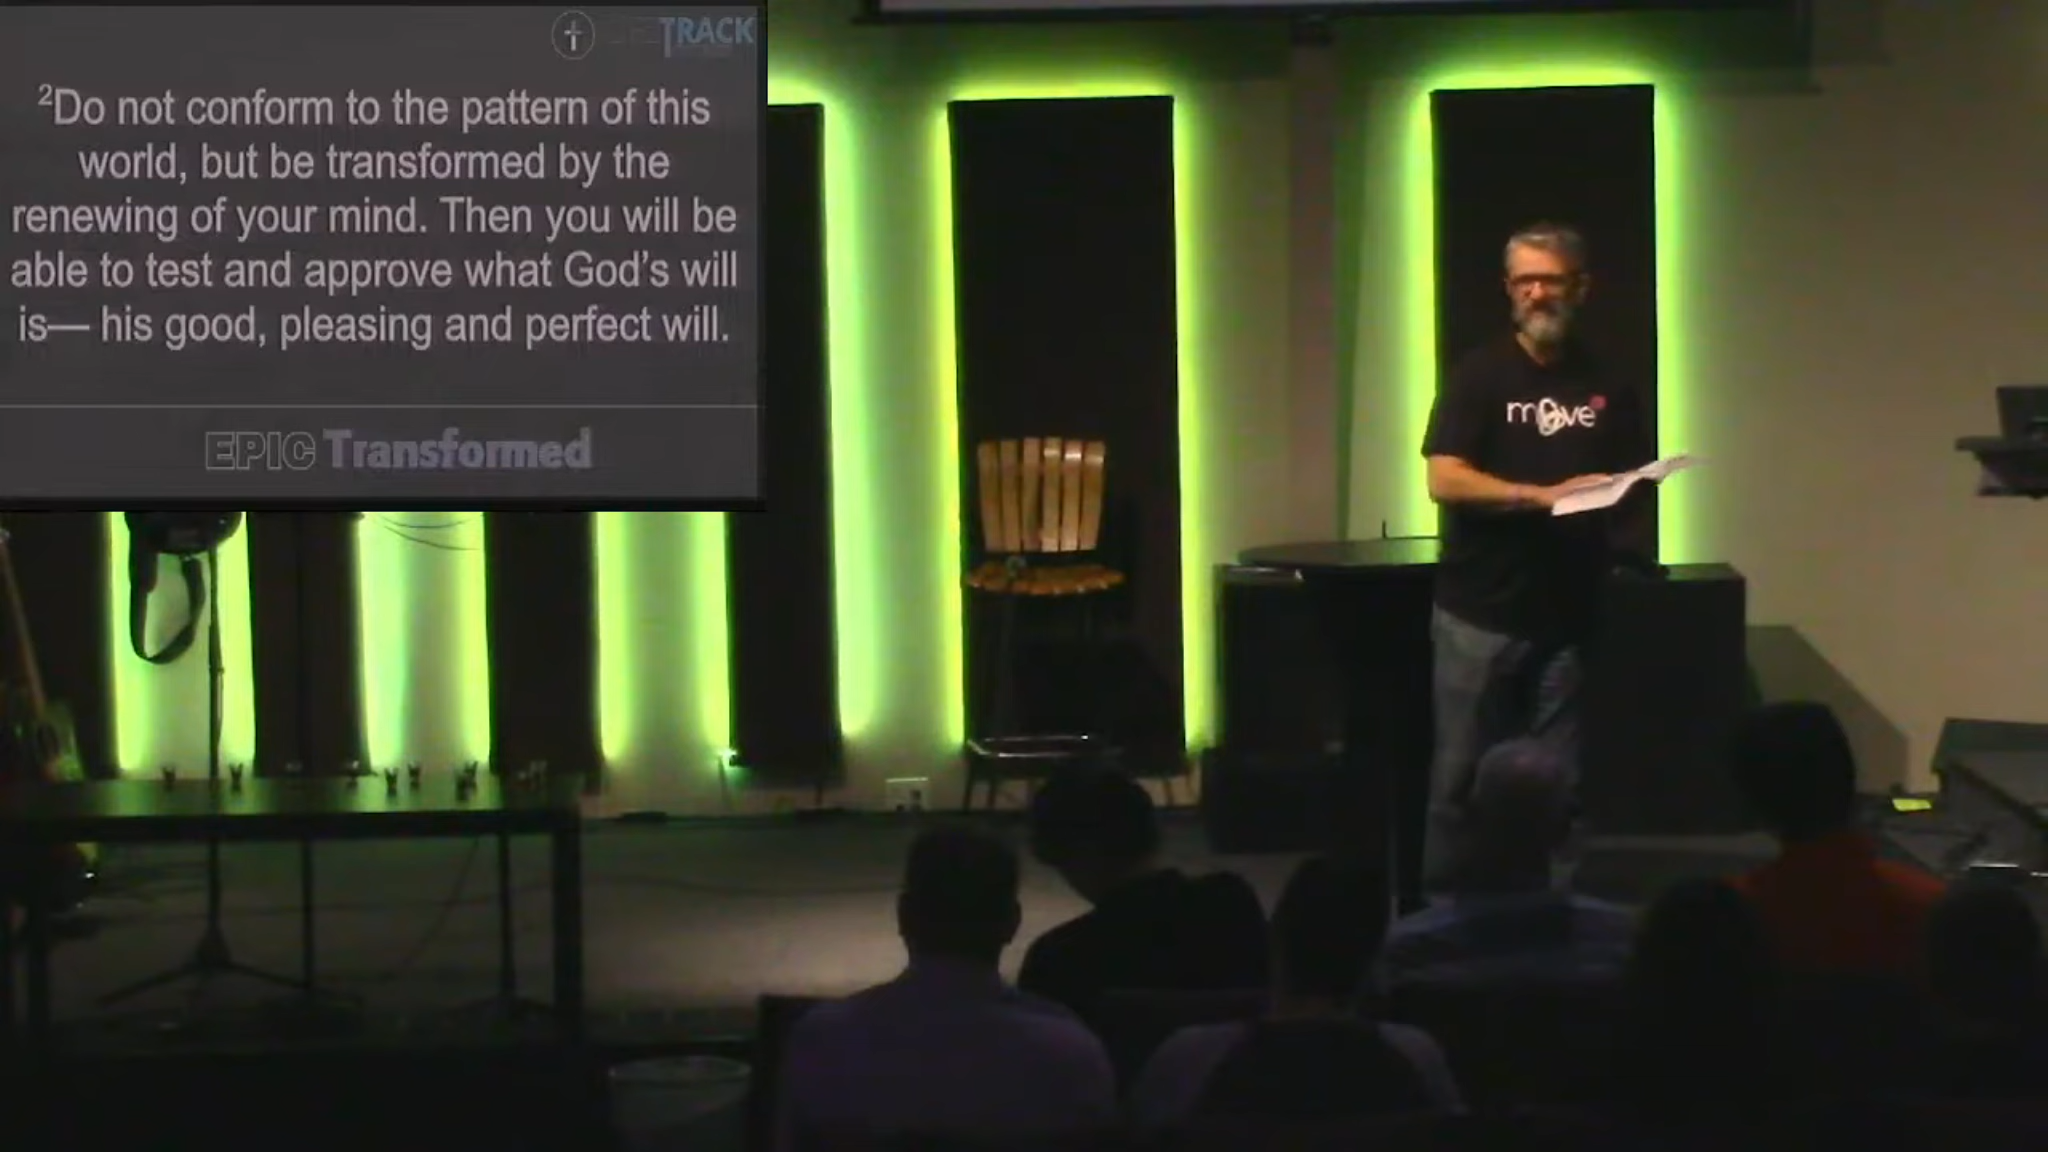 TRACK
²Do not conform to the pattern of this
world, but be transformed by the
renewing of your mind. Then you will be
able to test and approve what God’s will
is— his good, pleasing and perfect will.
EPIC Transformed
move